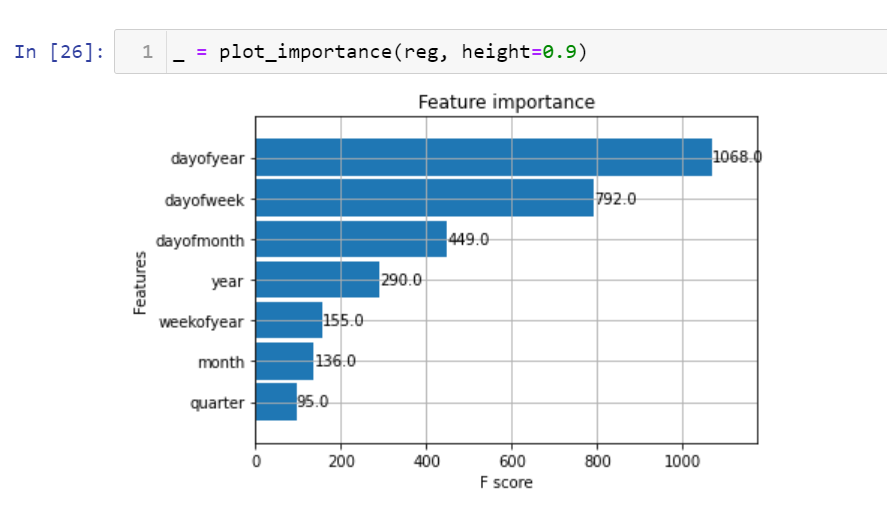 In [26]: 1 _ = plot_importance(reg, height=0.9)
Feature importance
dayofyear 1068.0
dayofweek 792.0
dayofmonth 449.0
year 290.0
weekofyear 155.0
month 136.0
quarter 95.0
Features
0 200 400 600 800 1000
F score